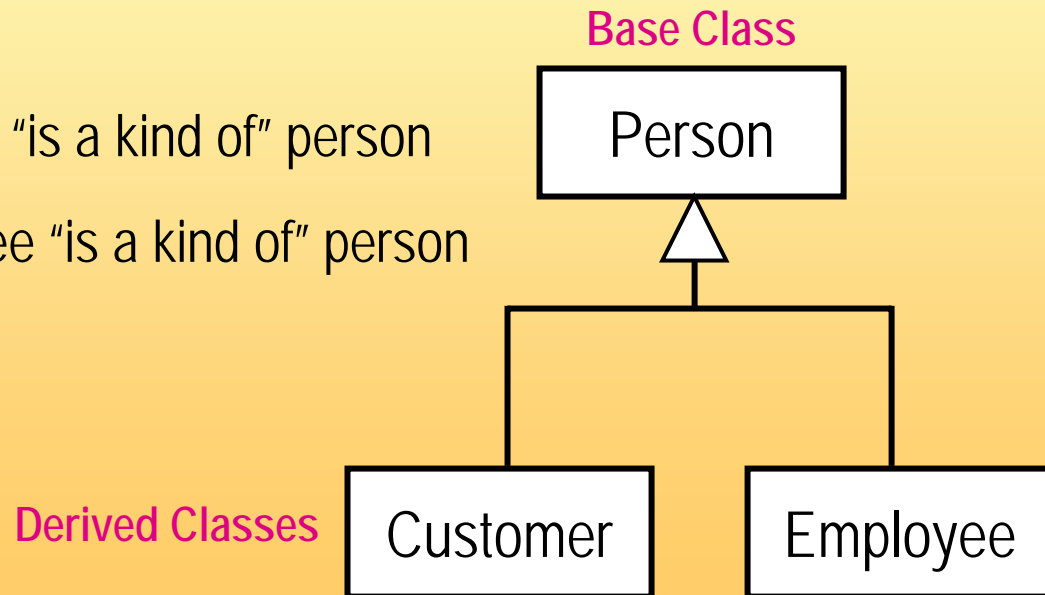 Base Class
Person
"is a kind of" person
ee "is a kind of" person
Derived Classes
Customer
Employee